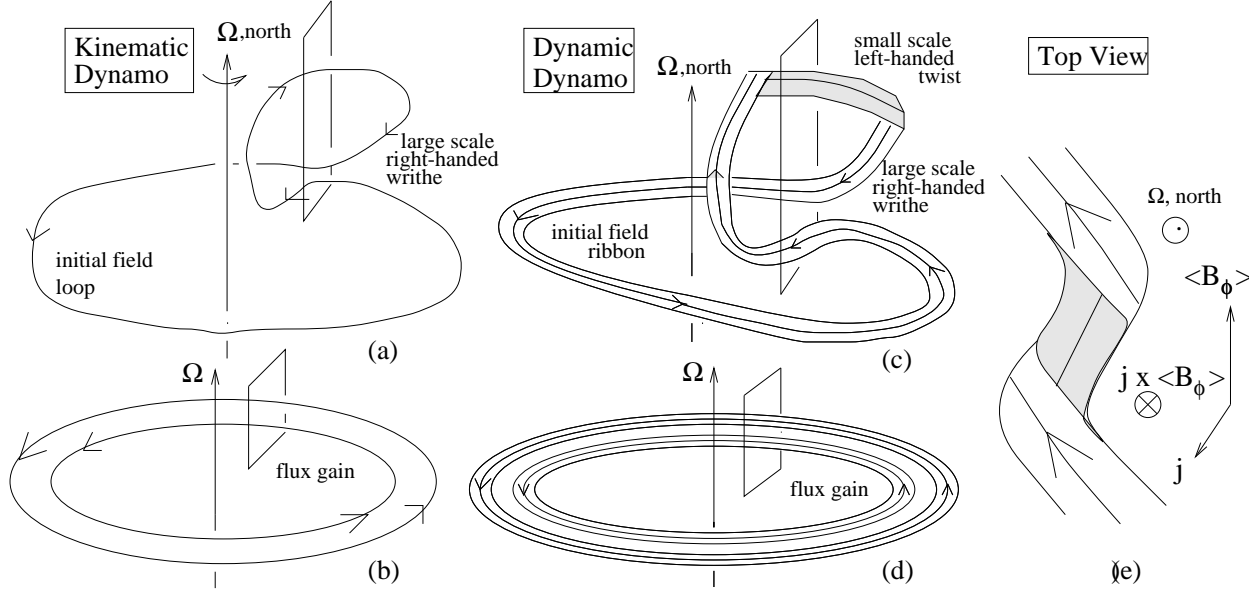 Kinematic
Dynamo
Ω,north
large scale
right-handed
writhe
initial field
loop
(a)
Ω
flux gain
(b)
Dynamic
Dynamo
Ω,north
small scale
left-handed
twist
large scale
right-handed
writhe
initial field
ribbon
(c)
Ω
flux gain
(d)
Top View
Ω, north
<B_ϕ>
j x <B_ϕ>
j
(e)